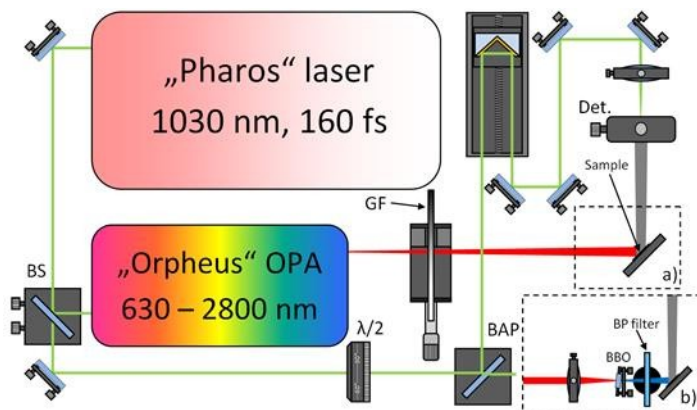 „Pharos“ laser
1030 nm, 160 fs
Det.
Sample
GF
a)
BS
„Orpheus“ OPA
630 – 2800 nm
λ/2
BAP
BP filter
BBO
b)